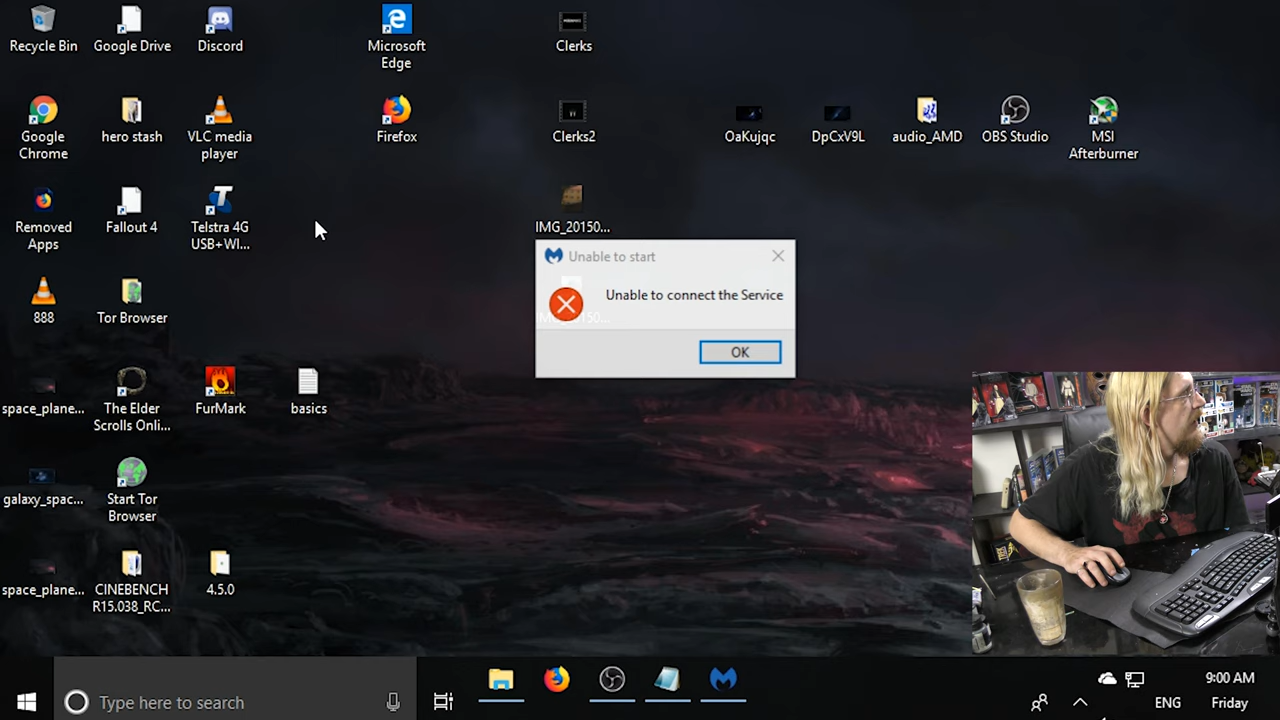 Recycle Bin
Google Drive
Discord
Microsoft
Edge
Clerks
Google
Chrome
hero stash
VLC media
player
Firefox
Clerks2
OaKujqc
DpCxV9L
audio_AMD
OBS Studio
MSI
Afterburner
Removed
Apps
Fallout 4
Telstra 4G
USB+WI...
IMG_20150...
Unable to start
Unable to connect the Service
OK
888
Tor Browser
space_plane...
The Elder
Scrolls Onli...
FurMark
basics
galaxy_spac...
Start Tor
Browser
space_plane...
CINEBENCH
R15.038_RC...
4.5.0
Type here to search
9:00 AM
ENG
Friday